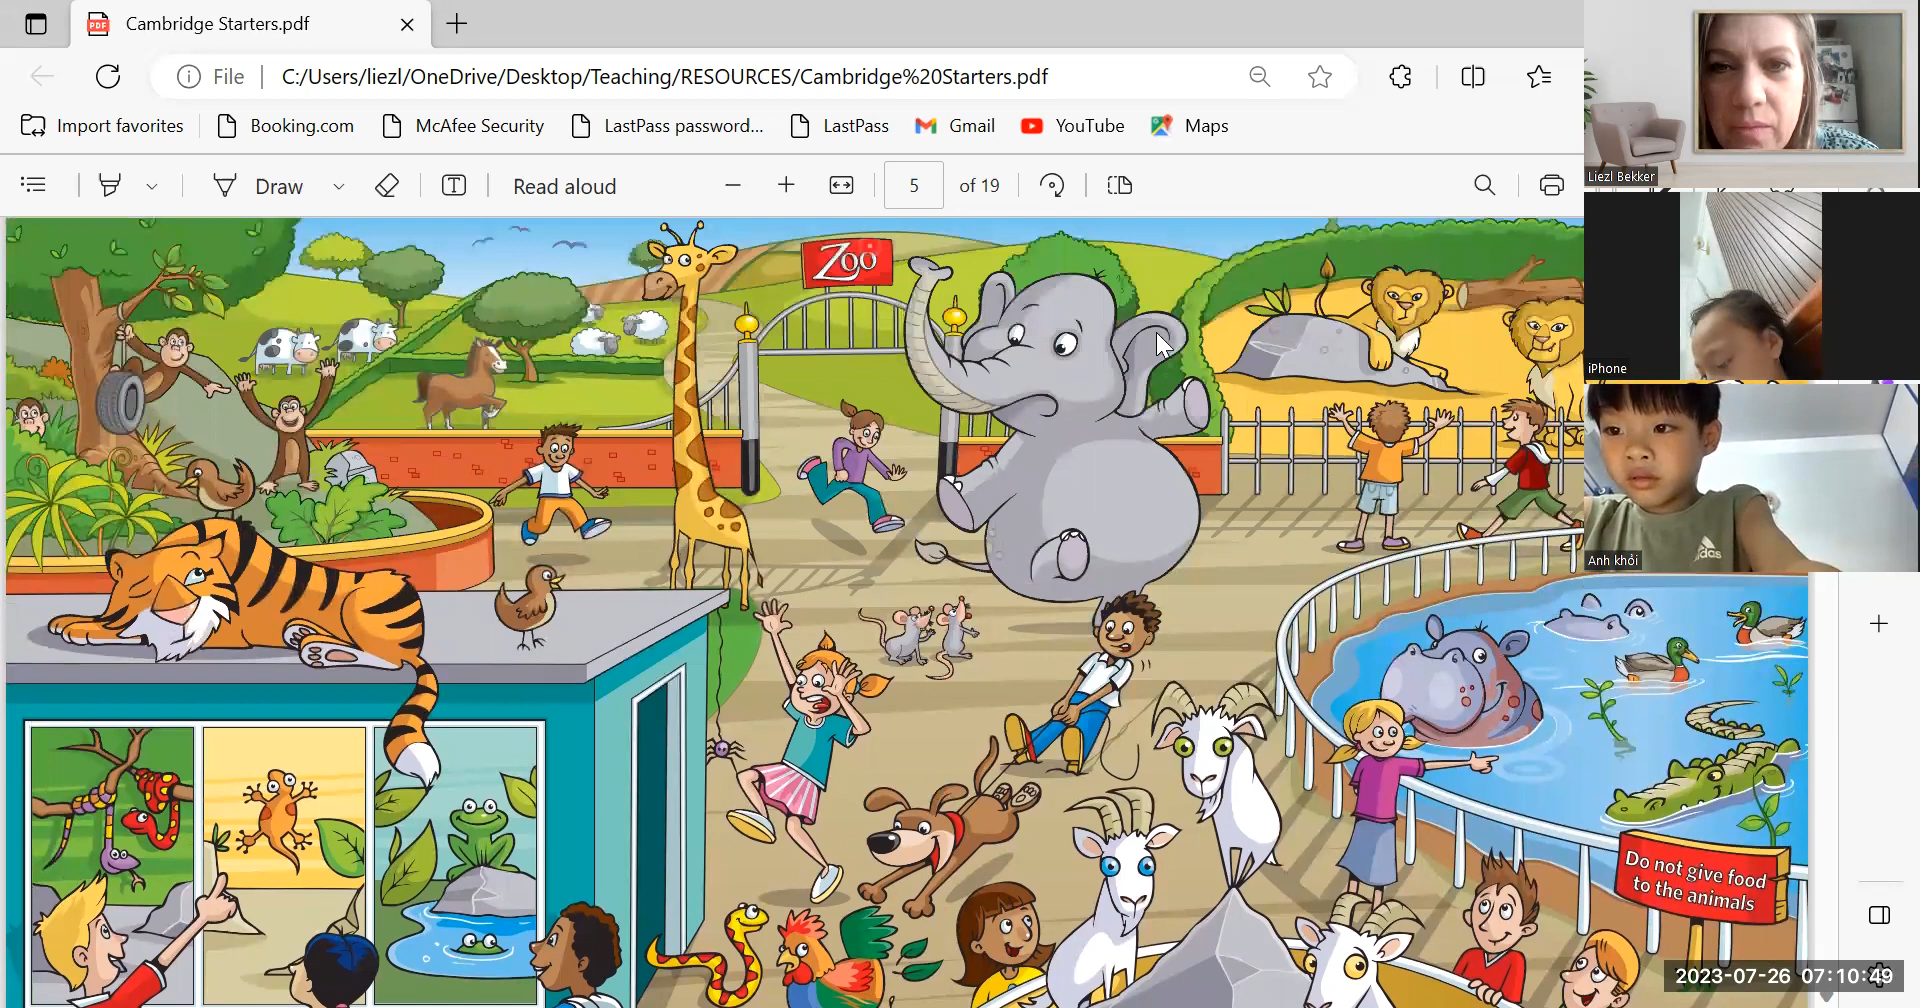 Cambridge Starters.pdf
File
C:/Users/liezl/OneDrive/Desktop/Teaching/RESOURCES/Cambridge%20Starters.pdf
Import favorites
Booking.com
McAfee Security
LastPass password...
LastPass
Gmail
YouTube
Maps
Draw
Read aloud
5
of 19
Liezl Bekker
iPhone
Anh khỏi
Zoo
Do not give food
to the animals
adidas
2023-07-26 07:10:49